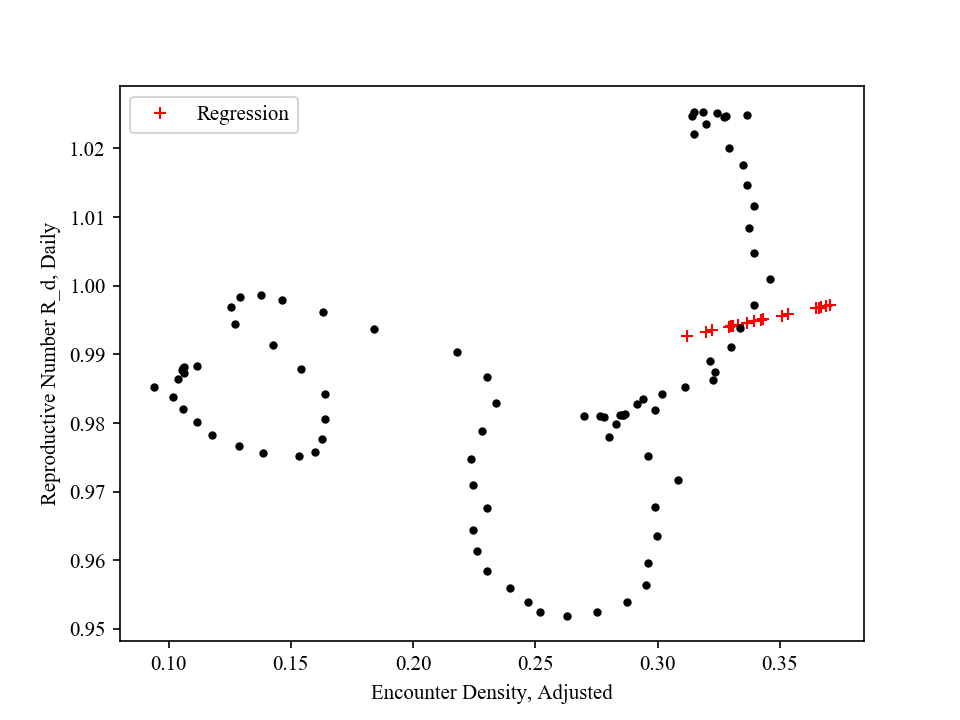 Regression
1.02
1.01
1.00
0.99
0.98
0.97
0.96
0.95
Reproductive Number R_d, Daily
0.10 0.15 0.20 0.25 0.30 0.35
Encounter Density, Adjusted